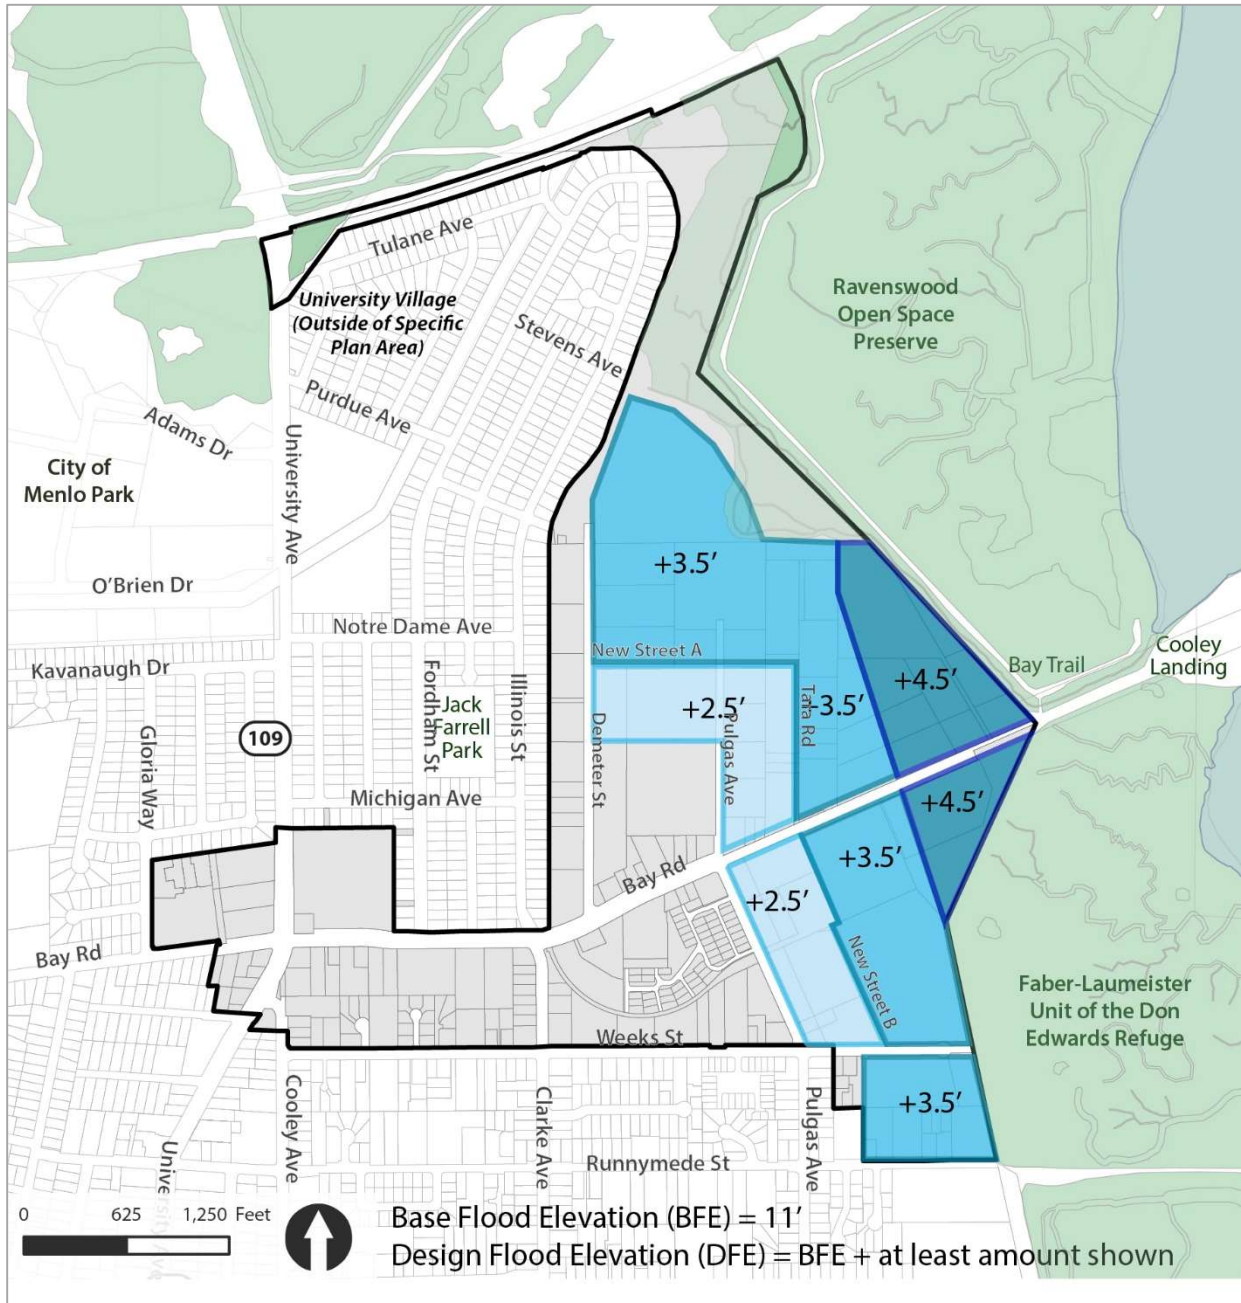 Tulane Ave
University Village
(Outside of Specific
Plan Area)
Stevens Ave
Purdue Ave
Ravenswood
Open Space
Preserve
Adams Dr
City of
Menlo Park
University Ave
O'Brien Dr
+3.5'
Notre Dame Ave
New Street A
Kavanaugh Dr
Bay Trail
Cooley
Landing
Fordham St
Jack
Farrell
Park
Illinois St
+2.5'
Tara Rd
+3.5'
+4.5'
Gloria Way
109
Demeter St
Pulgas Ave
Michigan Ave
+4.5'
Bay Rd
+3.5'
+2.5'
Bay Rd
New Street B
Faber-Laumeister
Unit of the Don
Edwards Refuge
Weeks St
Cooley Ave
Clarke Ave
Pulgas Ave
+3.5'
Runnymede St
University Ave
0 625 1,250 Feet
Base Flood Elevation (BFE) = 11'
Design Flood Elevation (DFE) = BFE + at least amount shown